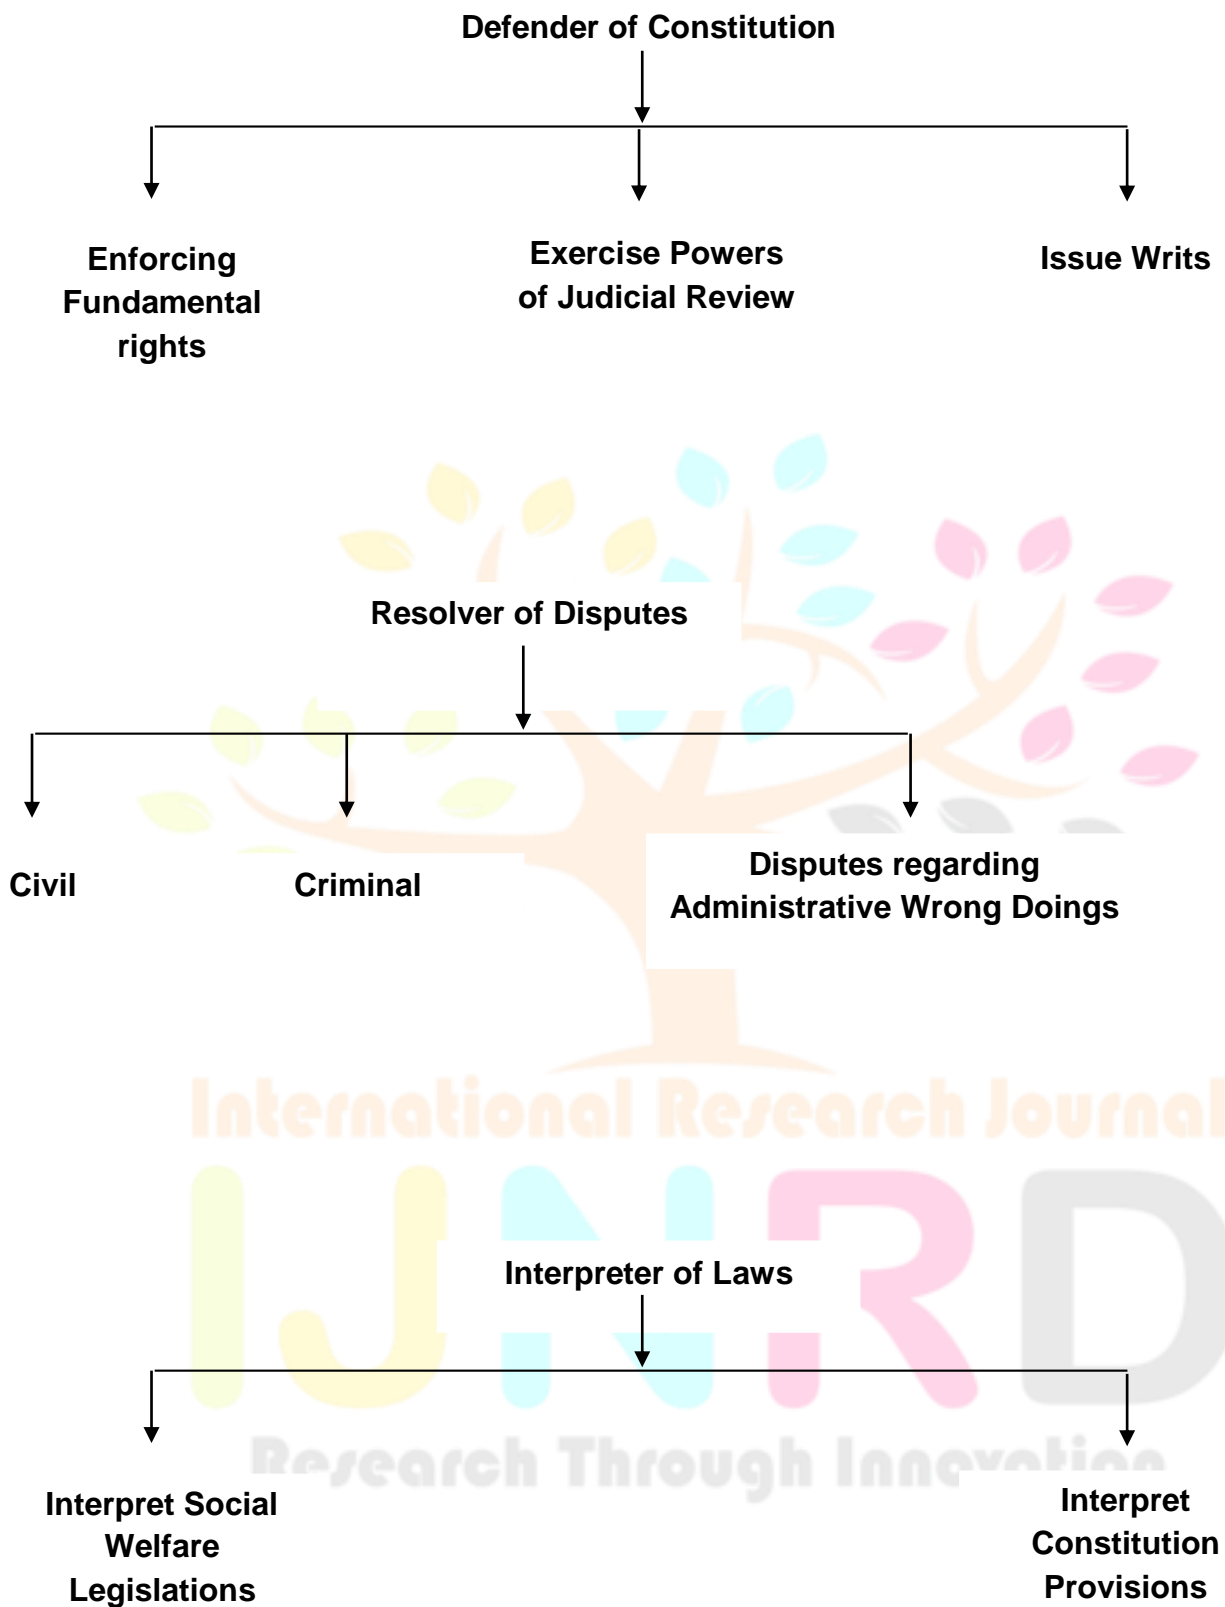 Defender of Constitution
Enforcing
Fundamental
rights
Exercise Powers
of Judicial Review
Issue Writs
Resolver of Disputes
Civil
Criminal
Disputes regarding
Administrative Wrong Doings
International Research Journal
IJNRD
Interpreter of Laws
Research Through Innovation
Interpret Social
Welfare
Legislations
Interpret
Constitution
Provisions